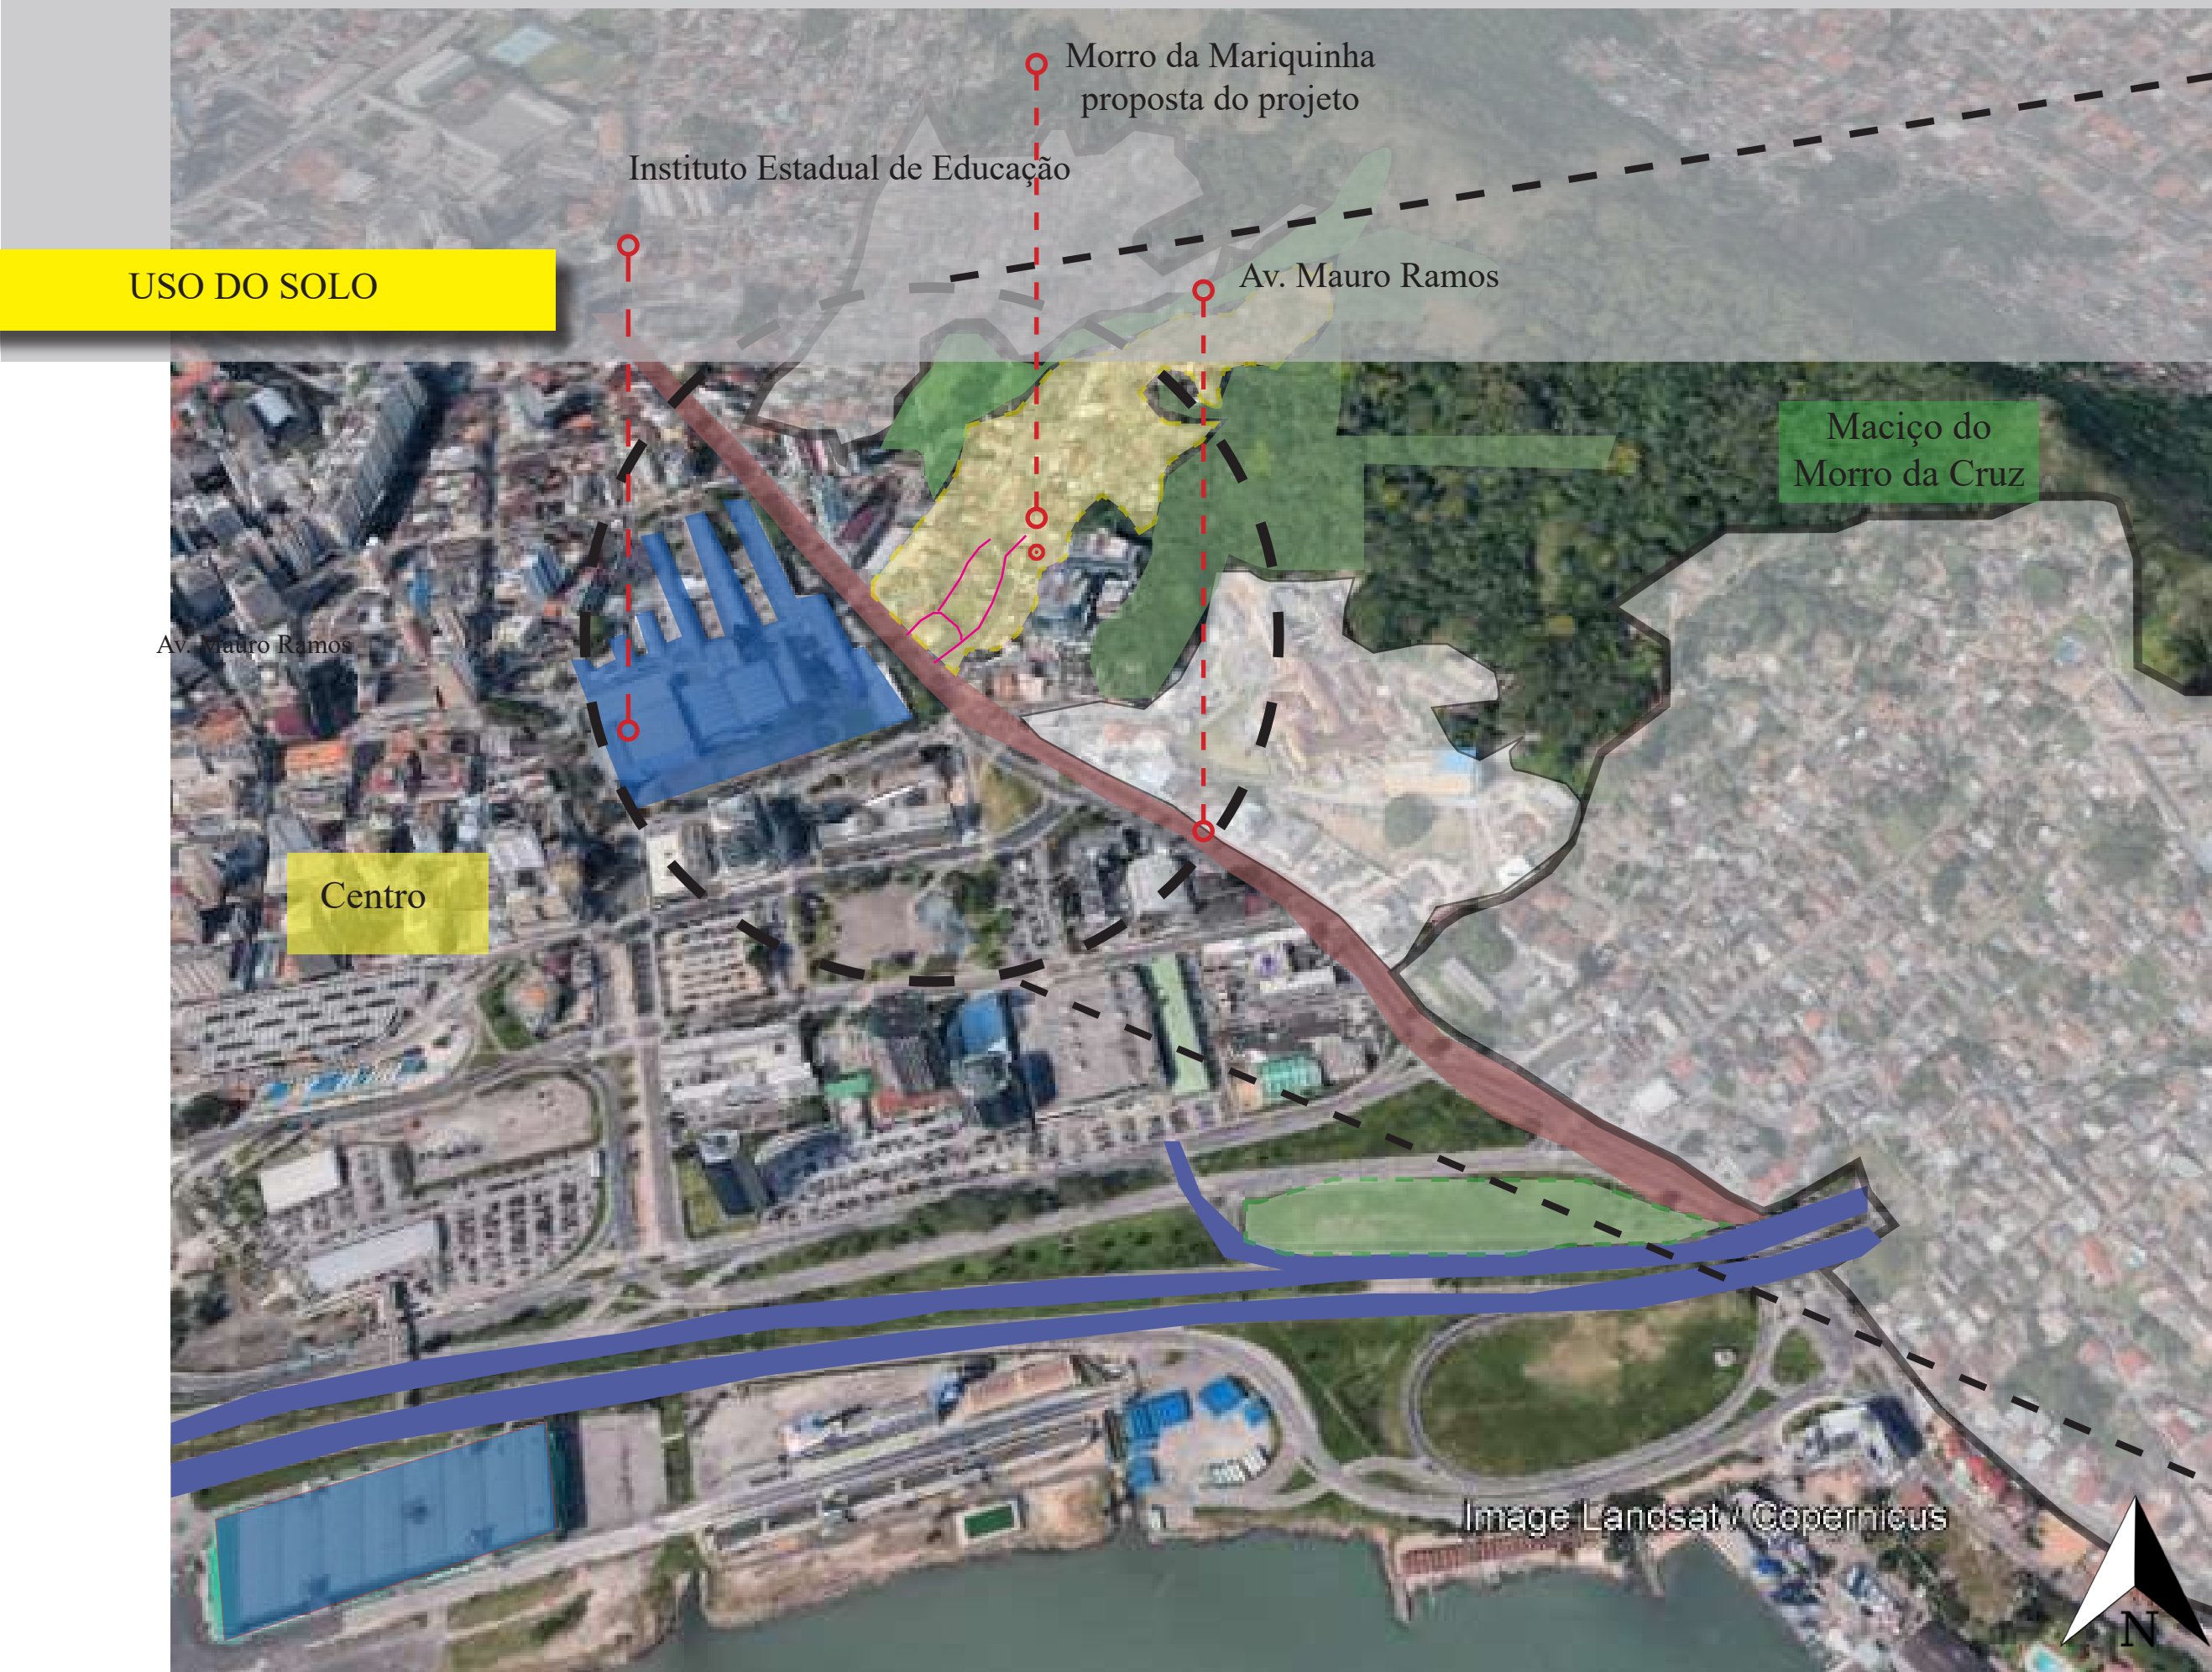 Morro da Mariquinha
proposta do projeto
Instituto Estadual de Educação
Av. Mauro Ramos
USO DO SOLO
Maciço do
Morro da Cruz
Av. Mauro Ramos
Centro
Image Landsat / Copernicus
N